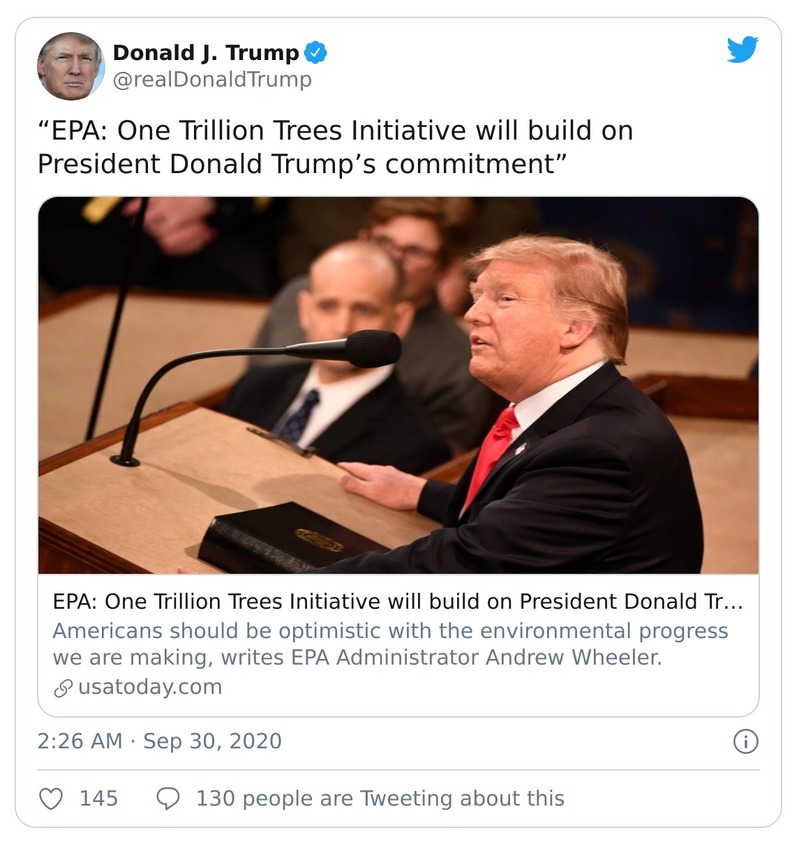 Donald J. Trump
@realDonaldTrump
“EPA: One Trillion Trees Initiative will build on
President Donald Trump’s commitment”
EPA: One Trillion Trees Initiative will build on President Donald Tr...
Americans should be optimistic with the environmental progress
we are making, writes EPA Administrator Andrew Wheeler.
usatoday.com
2:26 AM · Sep 30, 2020
145 130 people are Tweeting about this